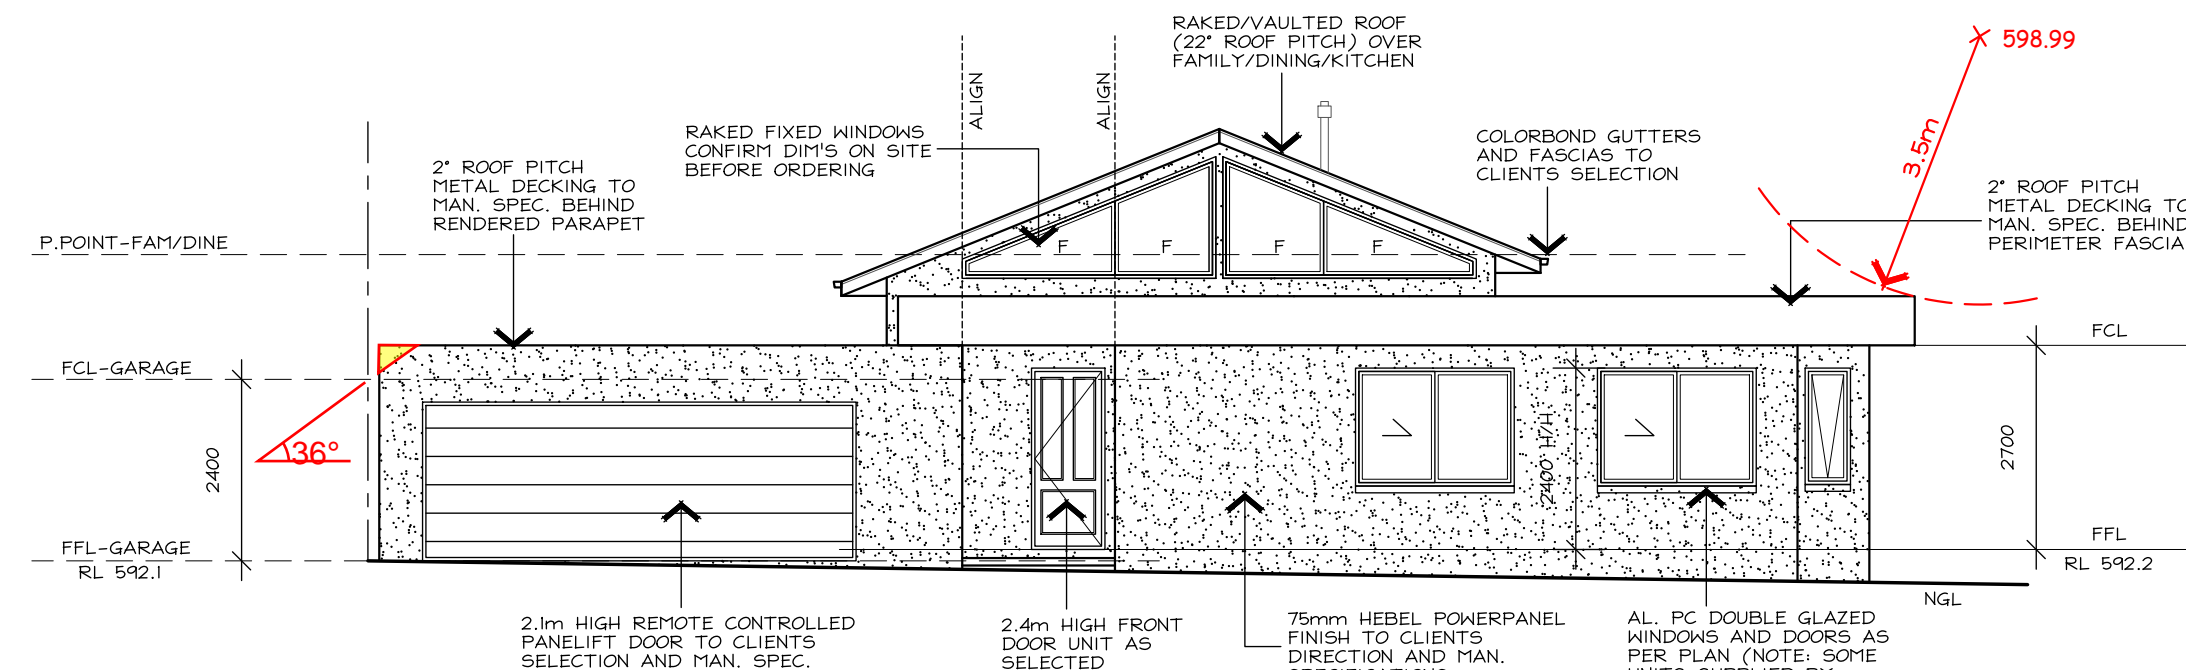 RAKED/VAULTED ROOF
(22° ROOF PITCH) OVER
FAMILY/DINING/KITCHEN
598.99
ALIGN
ALIGN
3.5m
RAKED FIXED WINDOWS
CONFIRM DIM'S ON SITE
BEFORE ORDERING
COLORBOND GUTTERS
AND FASCIAS TO
CLIENTS SELECTION
2° ROOF PITCH
METAL DECKING TO
MAN. SPEC. BEHIND
RENDERED PARAPET
2° ROOF PITCH
METAL DECKING TO
MAN. SPEC. BEHIND
PERIMETER FASCIA
P.POINT-FAM/DINE
F
F
F
F
FCL
FCL-GARAGE
36°
2400
2400 H/H
2700
FFL-GARAGE
RL 592.1
FFL
RL 592.2
NGL
2.1m HIGH REMOTE CONTROLLED
PANELIFT DOOR TO CLIENTS
SELECTION AND MAN. SPEC.
2.4m HIGH FRONT
DOOR UNIT AS
SELECTED
75mm HEBEL POWERPANEL
FINISH TO CLIENTS
DIRECTION AND MAN.
AL. PC DOUBLE GLAZED
WINDOWS AND DOORS AS
PER PLAN (NOTE: SOME